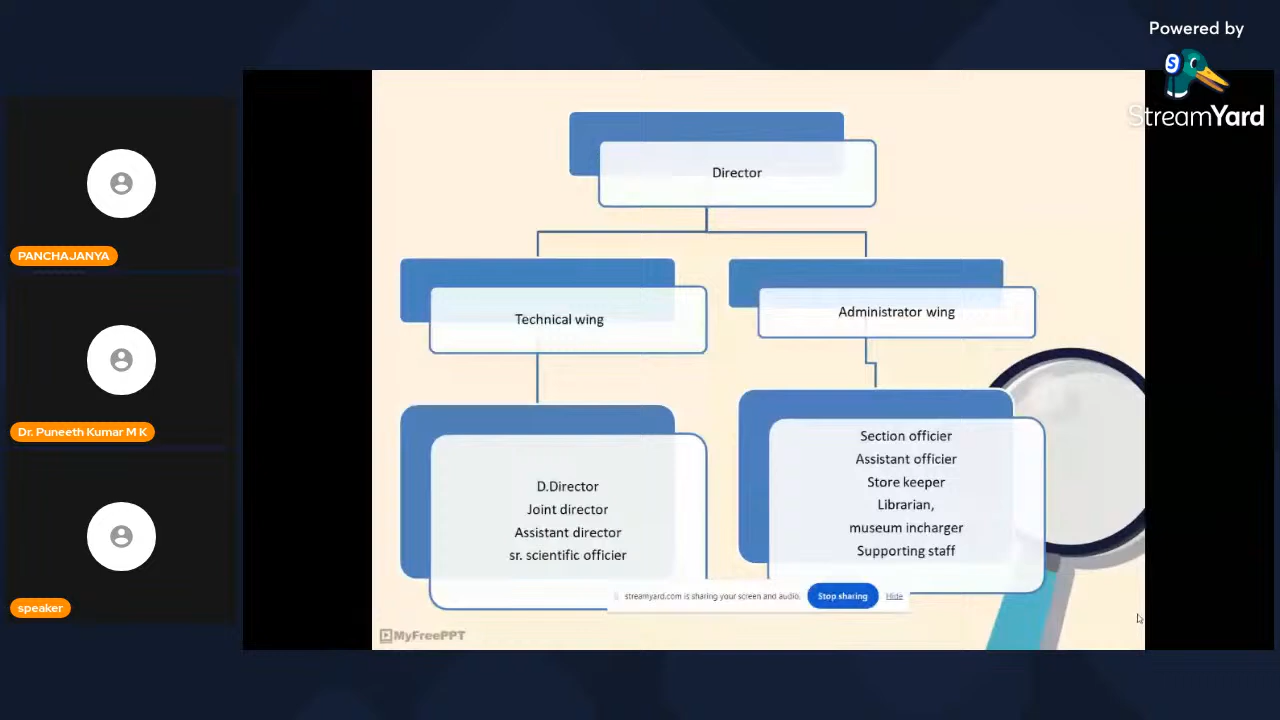 Powered by
StreamYard
PANCHAJANYA
Dr. Puneeth Kumar M K
speaker
Director
Technical wing
Administrator wing
D.Director
Joint director
Assistant director
sr. scientific officier
Section officier
Assistant officier
Store keeper
Librarian,
museum incharger
Supporting staff
streamyard.com is sharing your screen and audio.
Stop sharing
Hide
MyFreePPT